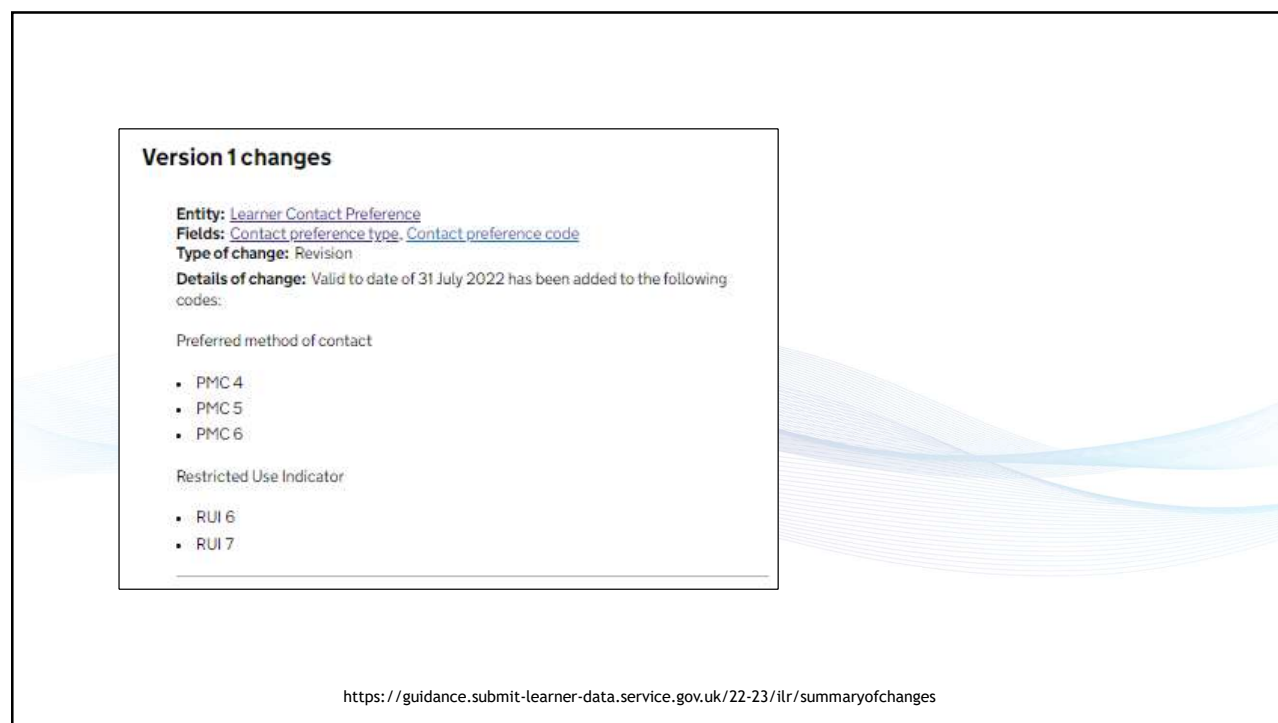 Version 1 changes
Entity: Learner Contact Preference
Fields: Contact preference type, Contact preference code
Type of change: Revision
Details of change: Valid to date of 31 July 2022 has been added to the following
codes:
Preferred method of contact
• PMC 4
• PMC 5
• PMC 6
Restricted Use Indicator
• RUI 6
• RUI 7
https://guidance.submit-learner-data.service.gov.uk/22-23/ilr/summaryofchanges